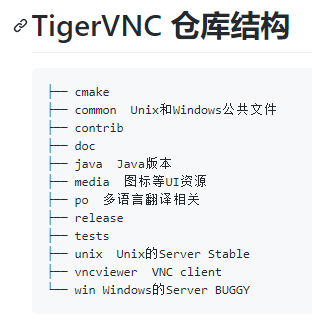 TigerVNC 仓库结构
├── cmake
├── common  Unix和Windows公共文件
├── contrib
├── doc
├── java  Java版本
├── media  图标等UI资源
├── po  多语言翻译相关
├── release
├── tests
├── unix  Unix的Server Stable
├── vncviewer  VNC client
└── win Windows的Server BUGGY